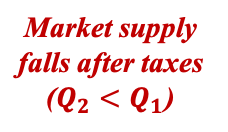 Market supply
falls after taxes
(Q₂ < Q₁)